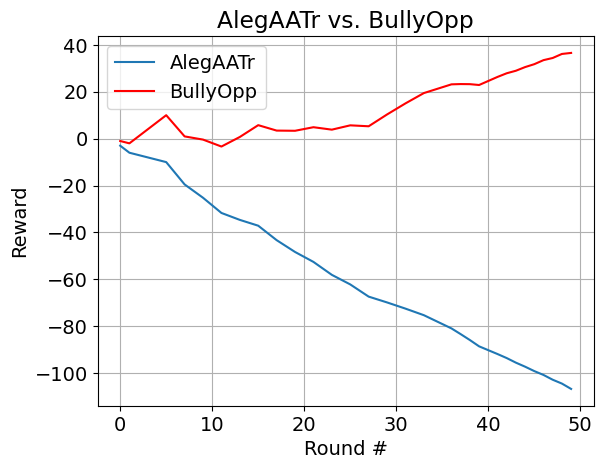 AlegAATr vs. BullyOpp
AlegAATr
BullyOpp
Reward
40
20
0
−20
−40
−60
−80
−100
0 10 20 30 40 50
Round #